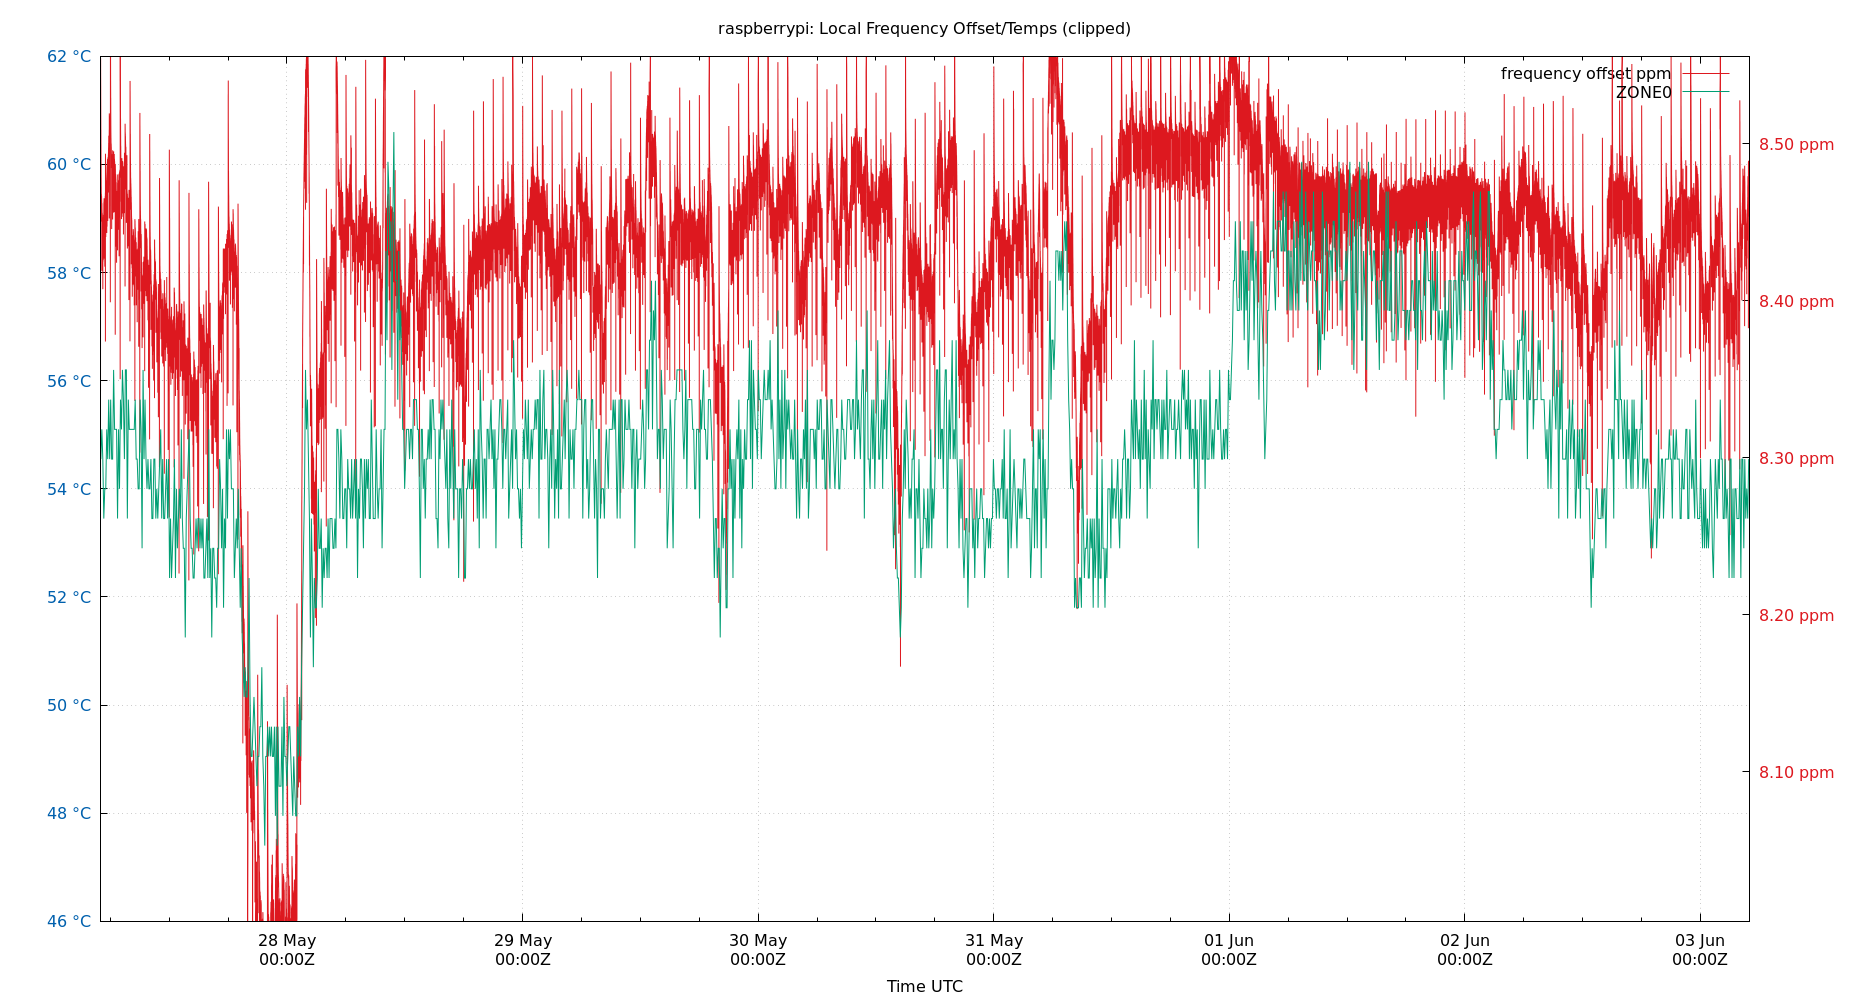 raspberrypi: Local Frequency Offset/Temps (clipped)
62 °C
60 °C
58 °C
56 °C
54 °C
52 °C
50 °C
48 °C
46 °C
frequency offset ppm
ZONE0
8.50 ppm
8.40 ppm
8.30 ppm
8.20 ppm
8.10 ppm
28 May 29 May 30 May 31 May 01 Jun 02 Jun 03 Jun
00:00Z 00:00Z 00:00Z 00:00Z 00:00Z 00:00Z 00:00Z
Time UTC